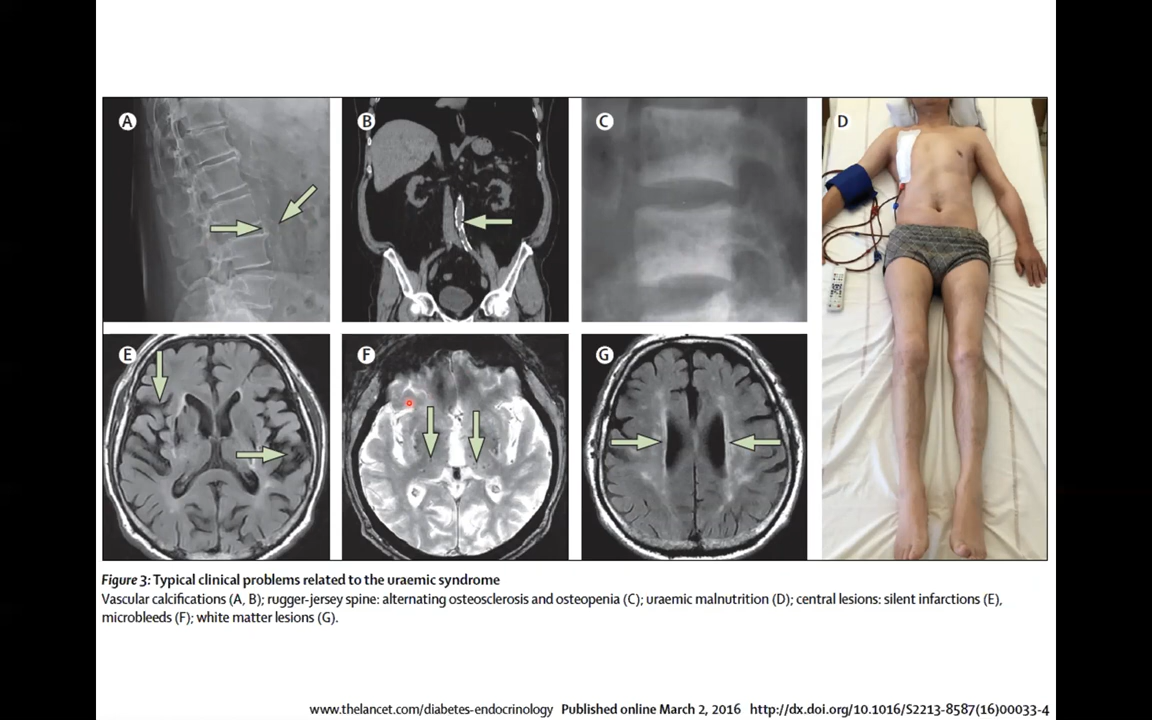 A
B
C
D
E
F
G
Figure 3: Typical clinical problems related to the uraemic syndrome
Vascular calcifications (A, B); rugger-jersey spine: alternating osteosclerosis and osteopenia (C); uraemic malnutrition (D); central lesions: silent infarctions (E),
microbleeds (F); white matter lesions (G).
www.thelancet.com/diabetes-endocrinology Published online March 2, 2016 http://dx.doi.org/10.1016/S2213-8587(16)00033-4